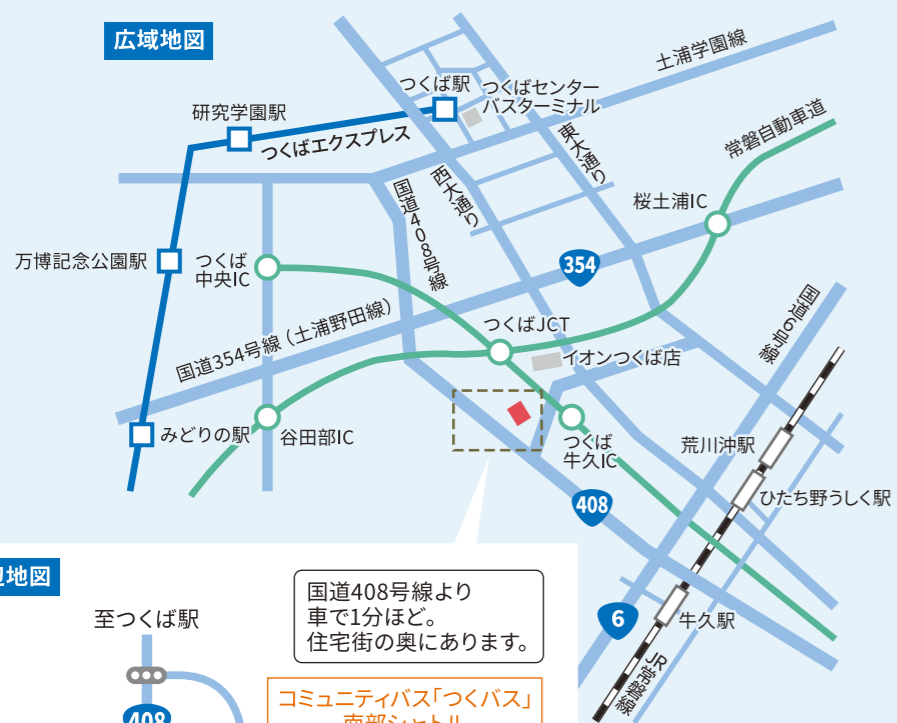 広域地図
土浦学園線
つくば駅
つくばセンター
バスターミナル
研究学園駅
つくばエクスプレス
東大通り
常磐自動車道
国道408号線
西大通り
桜土浦IC
万博記念公園駅
つくば
中央IC
354
国道6号線
国道354号線（土浦野田線）
つくばJCT
イオンつくば店
みどりの駅
谷田部IC
つくば
牛久IC
荒川沖駅
ひたち野うしく駅
408
辺地図
国道408号線より
車で1分ほど。
住宅街の奥にあります。
至つくば駅
6
牛久駅
JR常磐線
コミュニティバス「つくバス」
南部シャトル
408